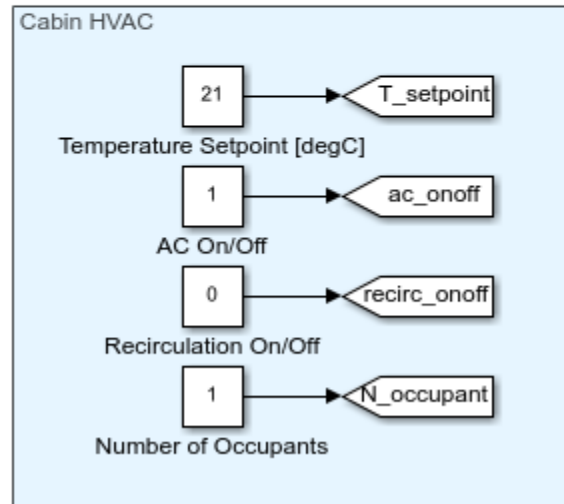 Cabin HVAC
21
T_setpoint
Temperature Setpoint [degC]
1
ac_onoff
AC On/Off
0
recirc_onoff
Recirculation On/Off
1
N_occupant
Number of Occupants